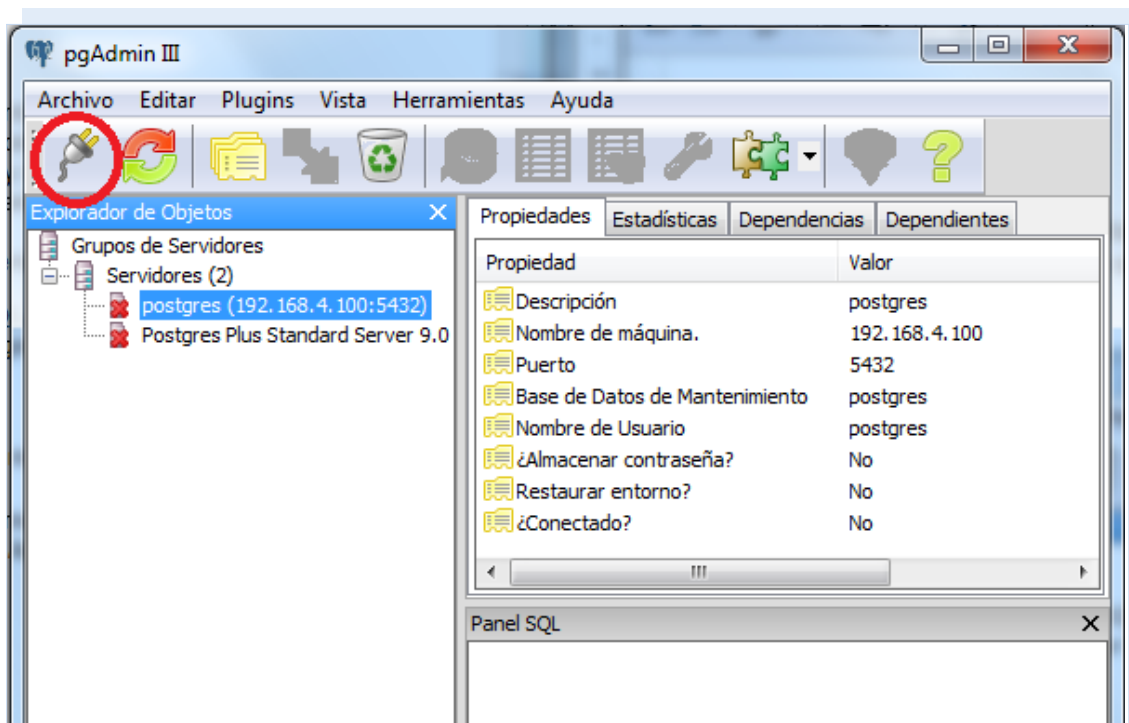 pgAdmin III
Archivo Editar Plugins Vista Herramientas Ayuda
Explorador de Objetos
Grupos de Servidores
Servidores (2)
postgres (192.168.4.100:5432)
Postgres Plus Standard Server 9.0
Propiedades Estadísticas Dependencias Dependientes
Propiedad Valor
Descripción postgres
Nombre de máquina. 192.168.4.100
Puerto 5432
Base de Datos de Mantenimiento postgres
Nombre de Usuario postgres
¿Almacenar contraseña? No
Restaurar entorno? No
¿Conectado? No
Panel SQL